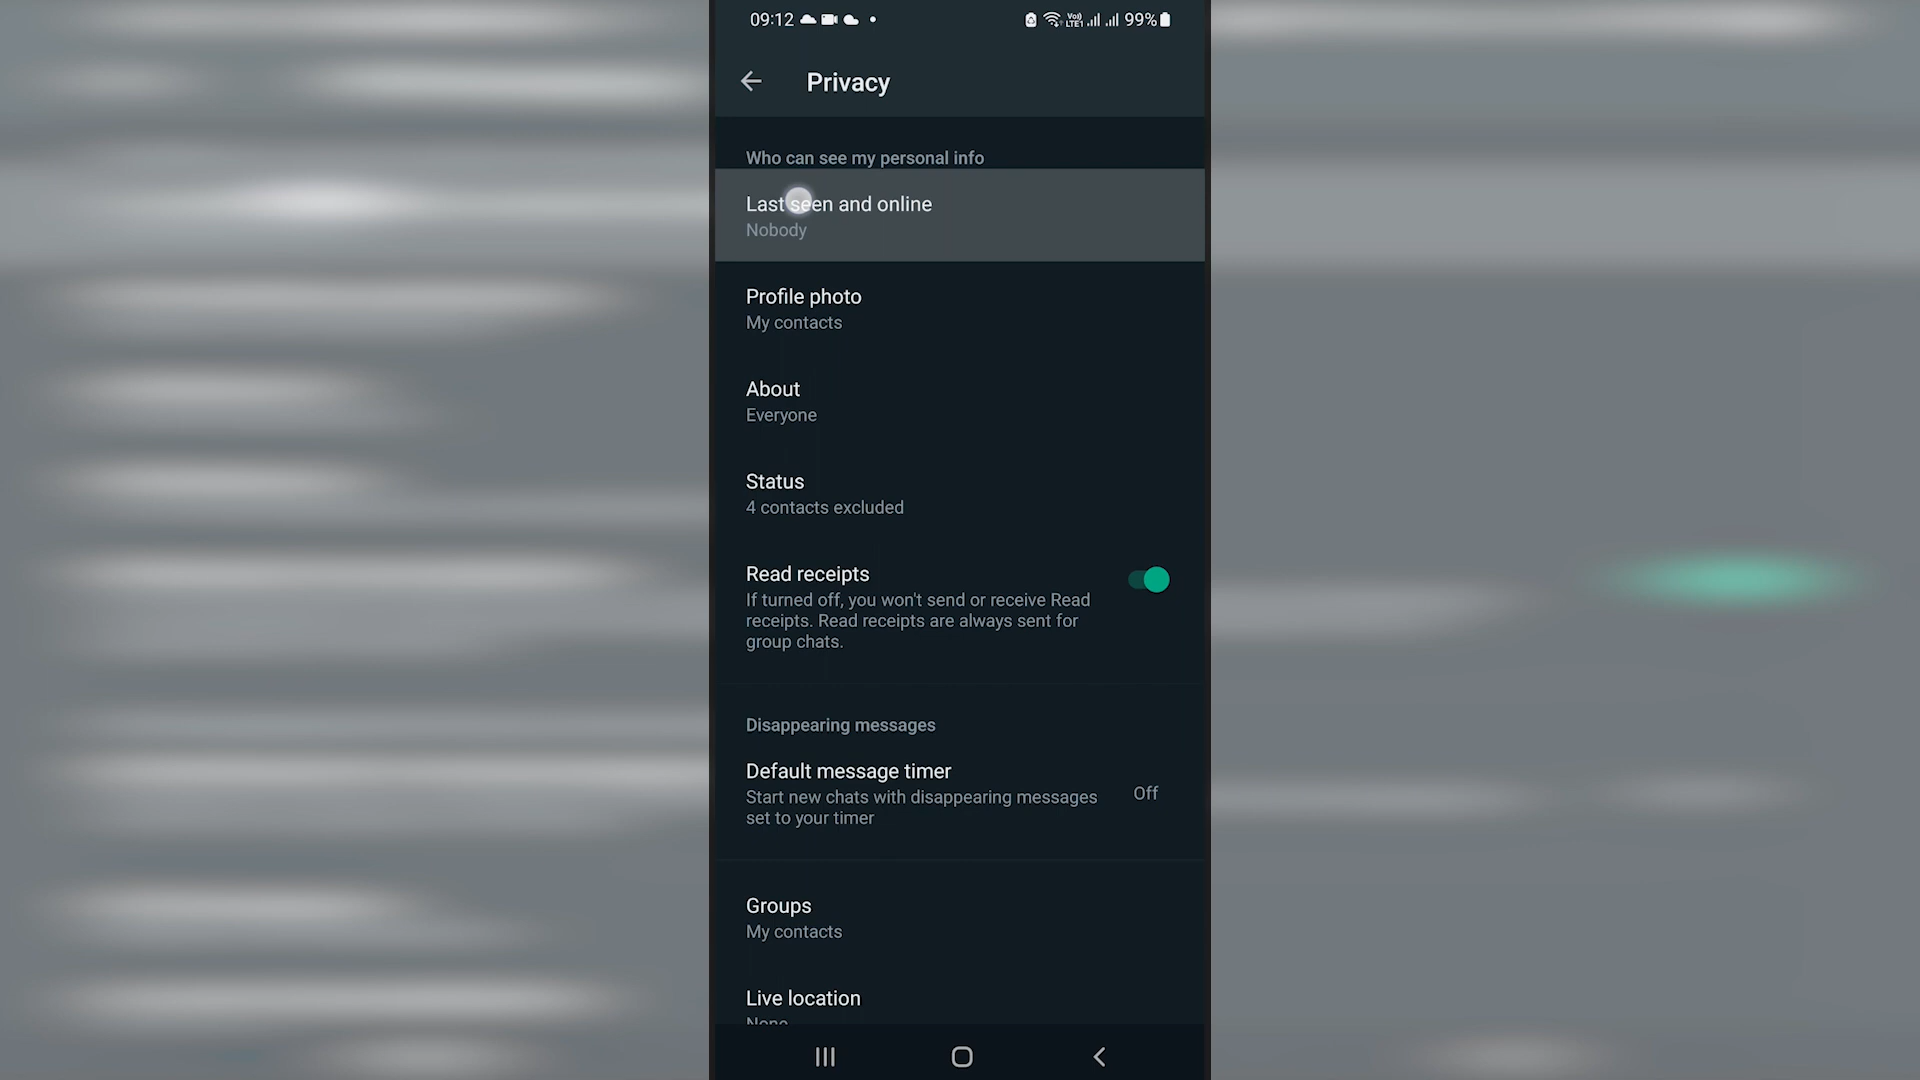 09:12 99%
Privacy
Who can see my personal info
Last seen and online
Nobody
Profile photo
My contacts
About
Everyone
Status
4 contacts excluded
Read receipts
If turned off, you won't send or receive Read
receipts. Read receipts are always sent for
group chats.
Disappearing messages
Default message timer
Start new chats with disappearing messages
set to your timer
Off
Groups
My contacts
Live location
None